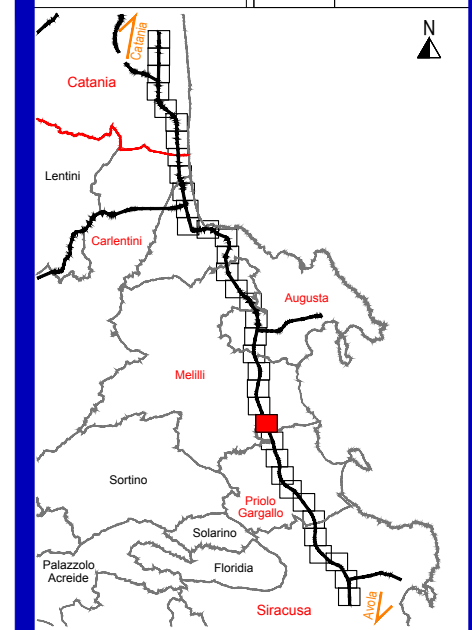 N
Catania
Catania
Lentini
Carlentini
Augusta
Melilli
Sortino
Priolo
Gargallo
Solarino
Palazzolo
Acreide
Floridia
Siracusa
Avola